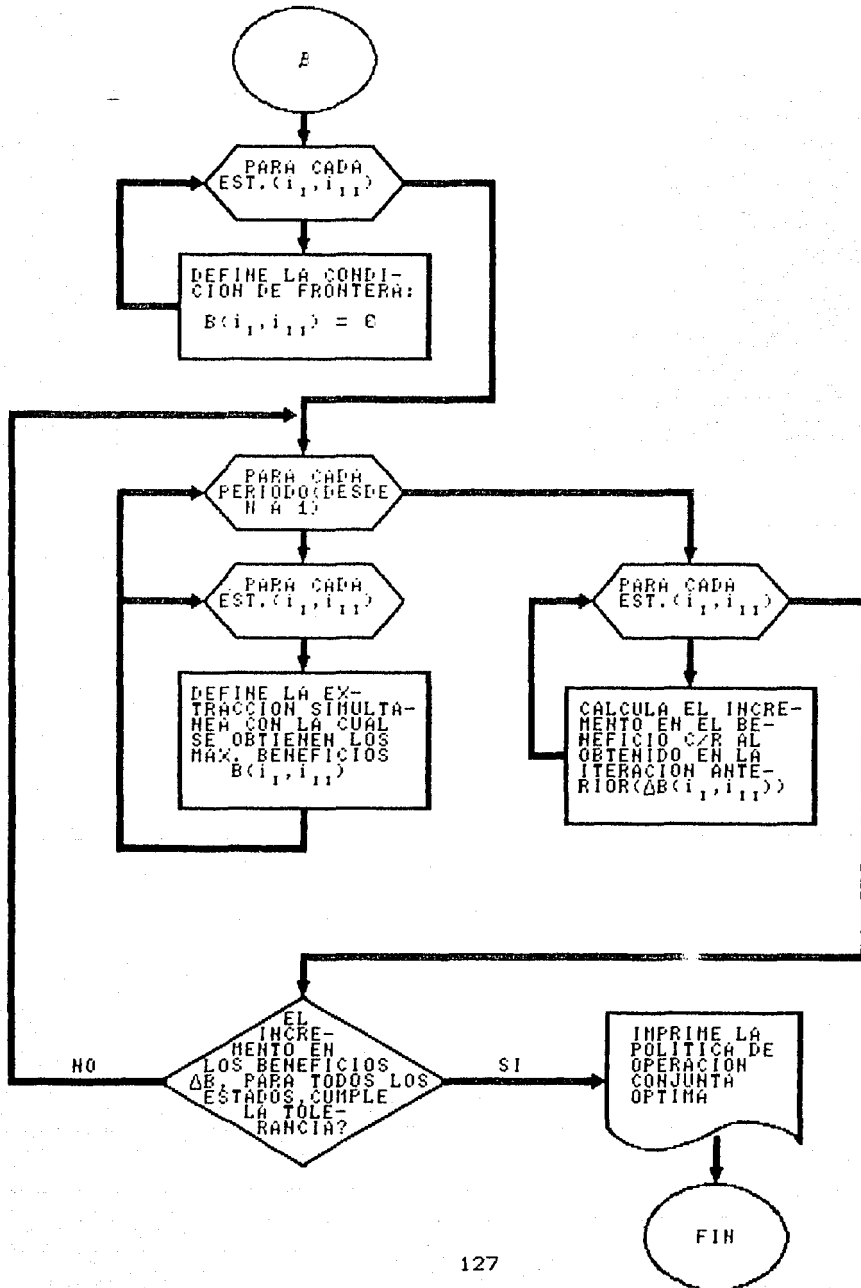 B
PARA CADA
EST.(i_I,i_II)
DEFINE LA CONDI-
CION DE FRONTERA:
B(i_I,i_II) = 0
PARA CADA
PERIODO(DESDE
N A 1)
PARA CADA
EST.(i_I,i_II)
DEFINE LA EX-
TRACCION SIMULTA-
NEA CON LA CUAL
SE OBTIENEN LOS
MAX. BENEFICIOS
B(i_I,i_II)
PARA CADA
EST.(i_I,i_II)
CALCULA EL INCRE-
MENTO EN EL BE-
NEFICIO C/R AL
OBTENIDO EN LA
ITERACION ANTE-
RIOR(ΔB(i_I,i_II))
EL
INCRE-
MENTO EN
LOS BENEFICIOS
ΔB, PARA TODOS LOS
ESTADOS,CUMPLE
LA TOLE-
RANCIA?
NO
SI
IMPRIME LA
POLITICA DE
OPERACION
CONJUNTA
OPTIMA
FIN
127